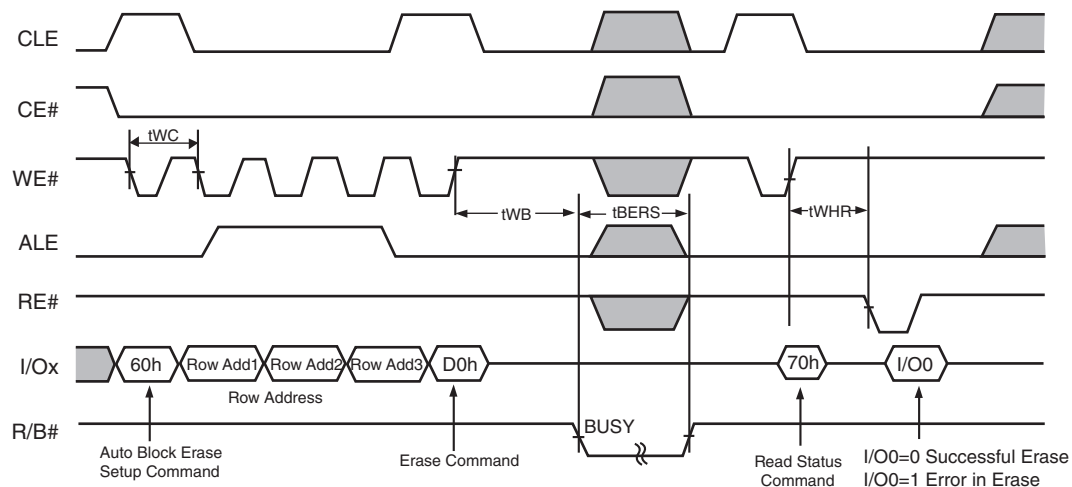 CLE
CE#
tWC
WE#
tWB
tBERS
tWHR
ALE
RE#
I/Ox
60h
Row Add1
Row Add2
Row Add3
D0h
70h
I/O0
Row Address
R/B#
BUSY
Auto Block Erase
Setup Command
Erase Command
Read Status
Command
I/O0=0 Successful Erase
I/O0=1 Error in Erase